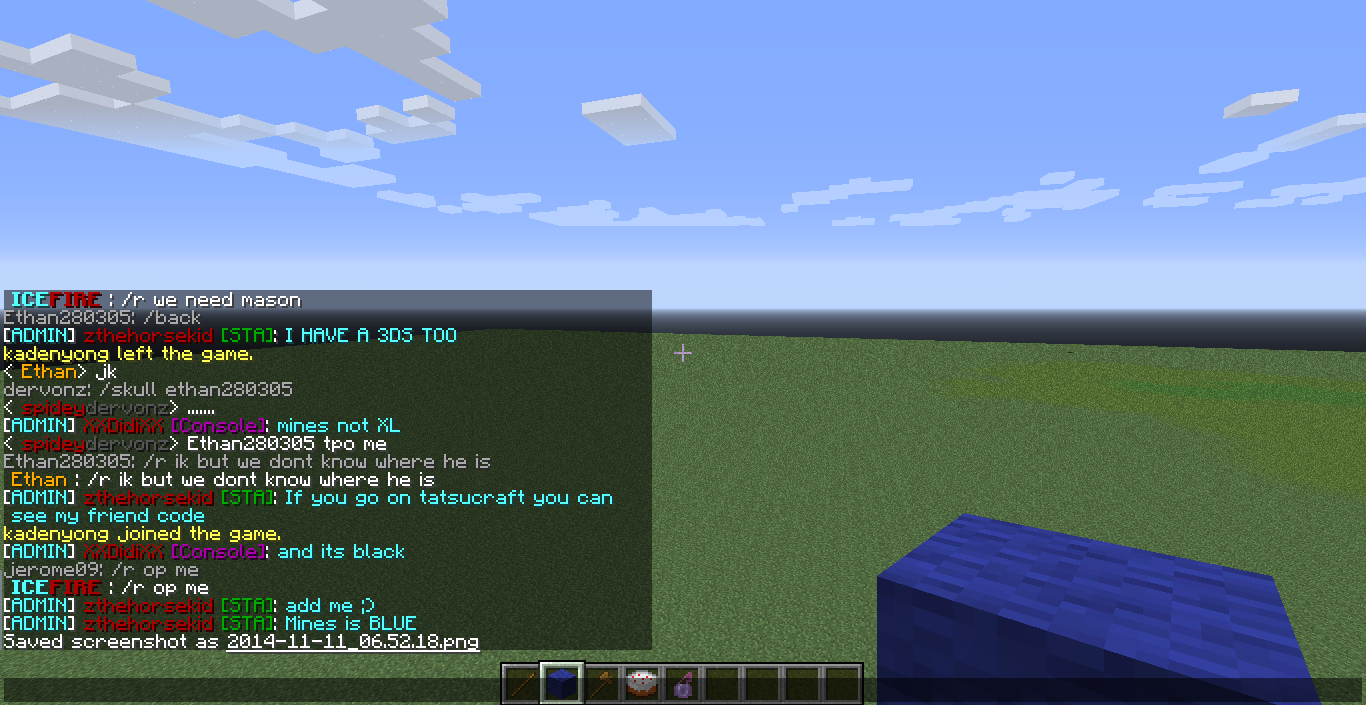 ICEFIRE : /r we need mason
Ethan280305: /back
[ADMIN] zthehorsekid [STA]: I HAVE A 3DS TOO
kadenyong left the game.
< Ethan> jk
dervonz: /skull ethan280305
< spideydervonz> ......
[ADMIN] XXDidiXX [Console]: mines not XL
< spideydervonz> Ethan280305 tpo me
Ethan280305: /r ik but we dont know where he is
Ethan : /r ik but we dont know where he is
[ADMIN] zthehorsekid [STA]: If you go on tatsucraft you can
see my friend code
kadenyong joined the game.
[ADMIN] XXDidiXX [Console]: and its black
jerome09: /r op me
ICEFIRE : /r op me
[ADMIN] zthehorsekid [STA]: add me ;)
[ADMIN] zthehorsekid [STA]: Mines is BLUE
Saved screenshot as 2014-11-11_06.52.18.png